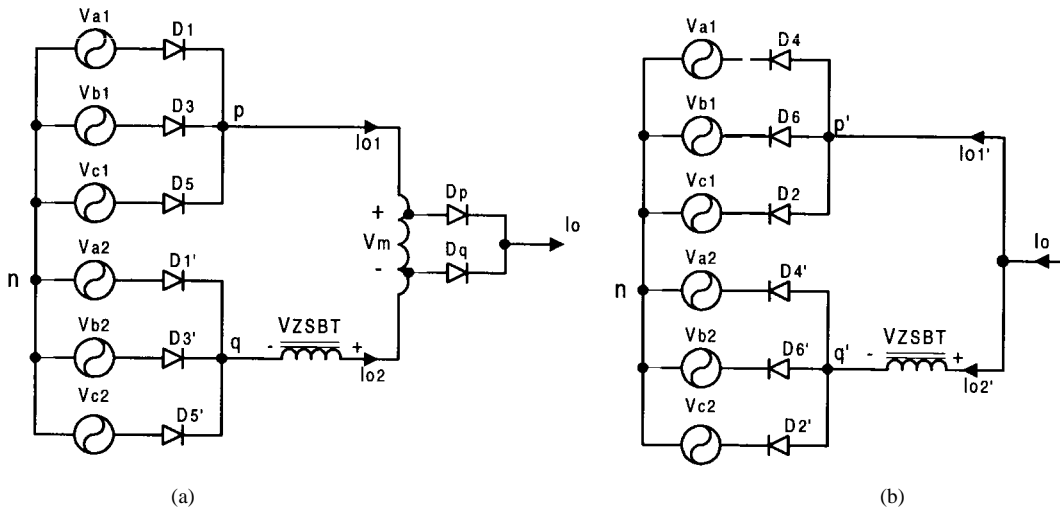 Va1
D1
Vb1
D3
p
Io1
Vc1
D5
+
Vm
-
Dp
Dq
Io
Va2
D1'
n
Vb2
D3'
q
-
VZSBT
+
Io2
Vc2
D5'
(a)
Va1
D4
Vb1
D6
p'
Io1'
Vc1
D2
Io
Va2
D4'
n
Vb2
D6'
q'
-
VZSBT
+
Io2'
Vc2
D2'
(b)